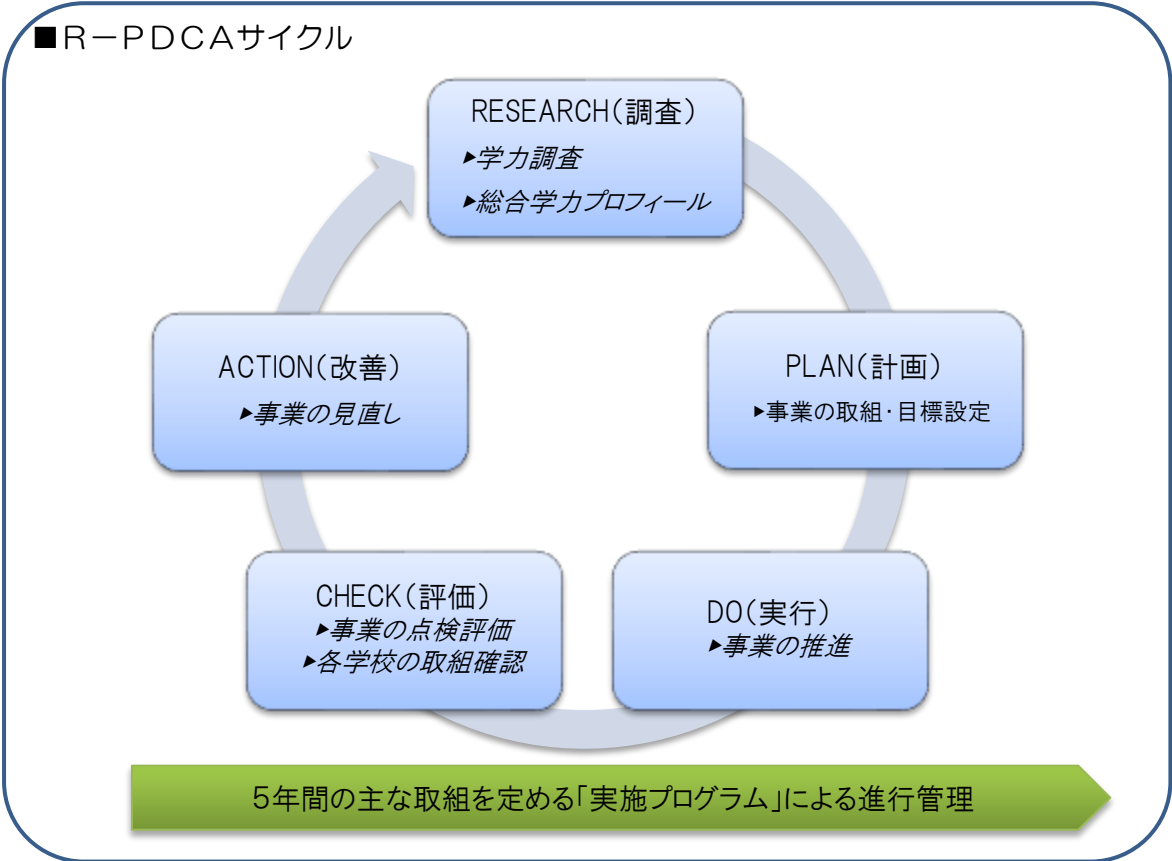 ■R－PDCAサイクル
RESEARCH(調査)
▶学力調査
▶総合学力プロフィール
PLAN(計画)
▶事業の取組・目標設定
DO(実行)
▶事業の推進
CHECK(評価)
▶事業の点検評価
▶各学校の取組確認
ACTION(改善)
▶事業の見直し
5年間の主な取組を定める「実施プログラム」による進行管理